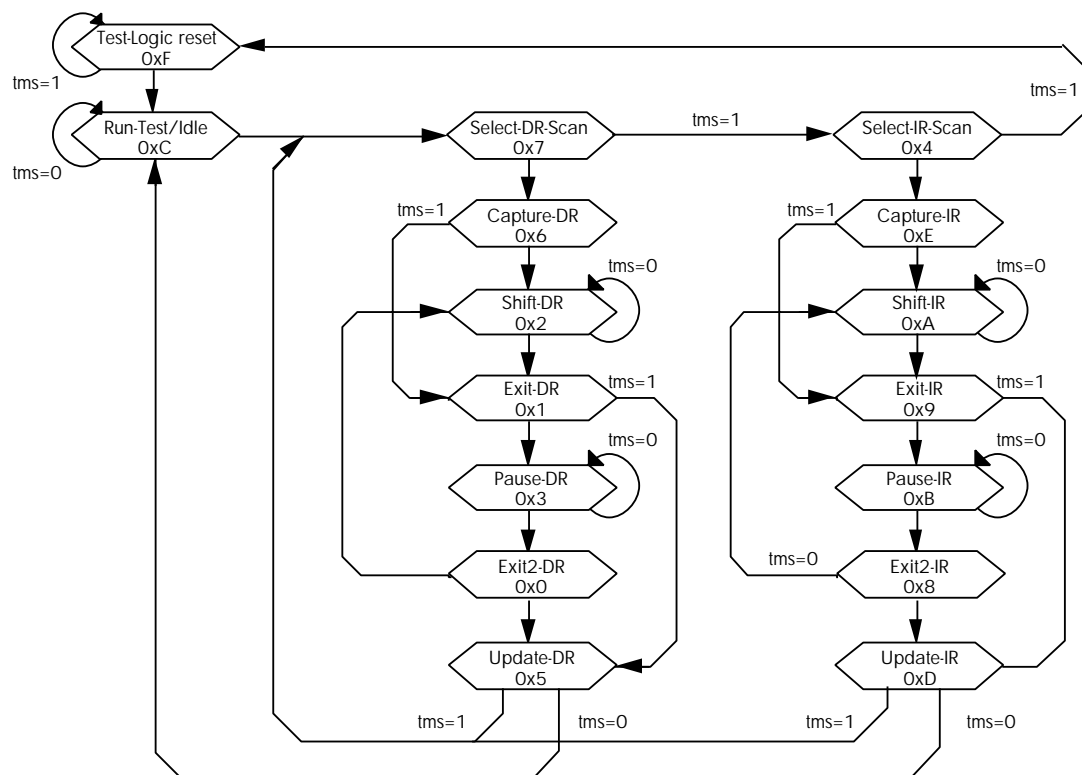 Test-Logic reset
0xF
tms=1
tms=1
Run-Test/Idle
0xC
tms=0
Select-DR-Scan
0x7
tms=1
Select-IR-Scan
0x4
tms=1
Capture-DR
0x6
tms=1
Capture-IR
0xE
tms=0
Shift-DR
0x2
tms=0
Shift-IR
0xA
Exit-DR
0x1
tms=1
Exit-IR
0x9
tms=1
tms=0
Pause-DR
0x3
tms=0
Pause-IR
0xB
Exit2-DR
0x0
tms=0
Exit2-IR
0x8
Update-DR
0x5
Update-IR
0xD
tms=1
tms=0
tms=1
tms=0